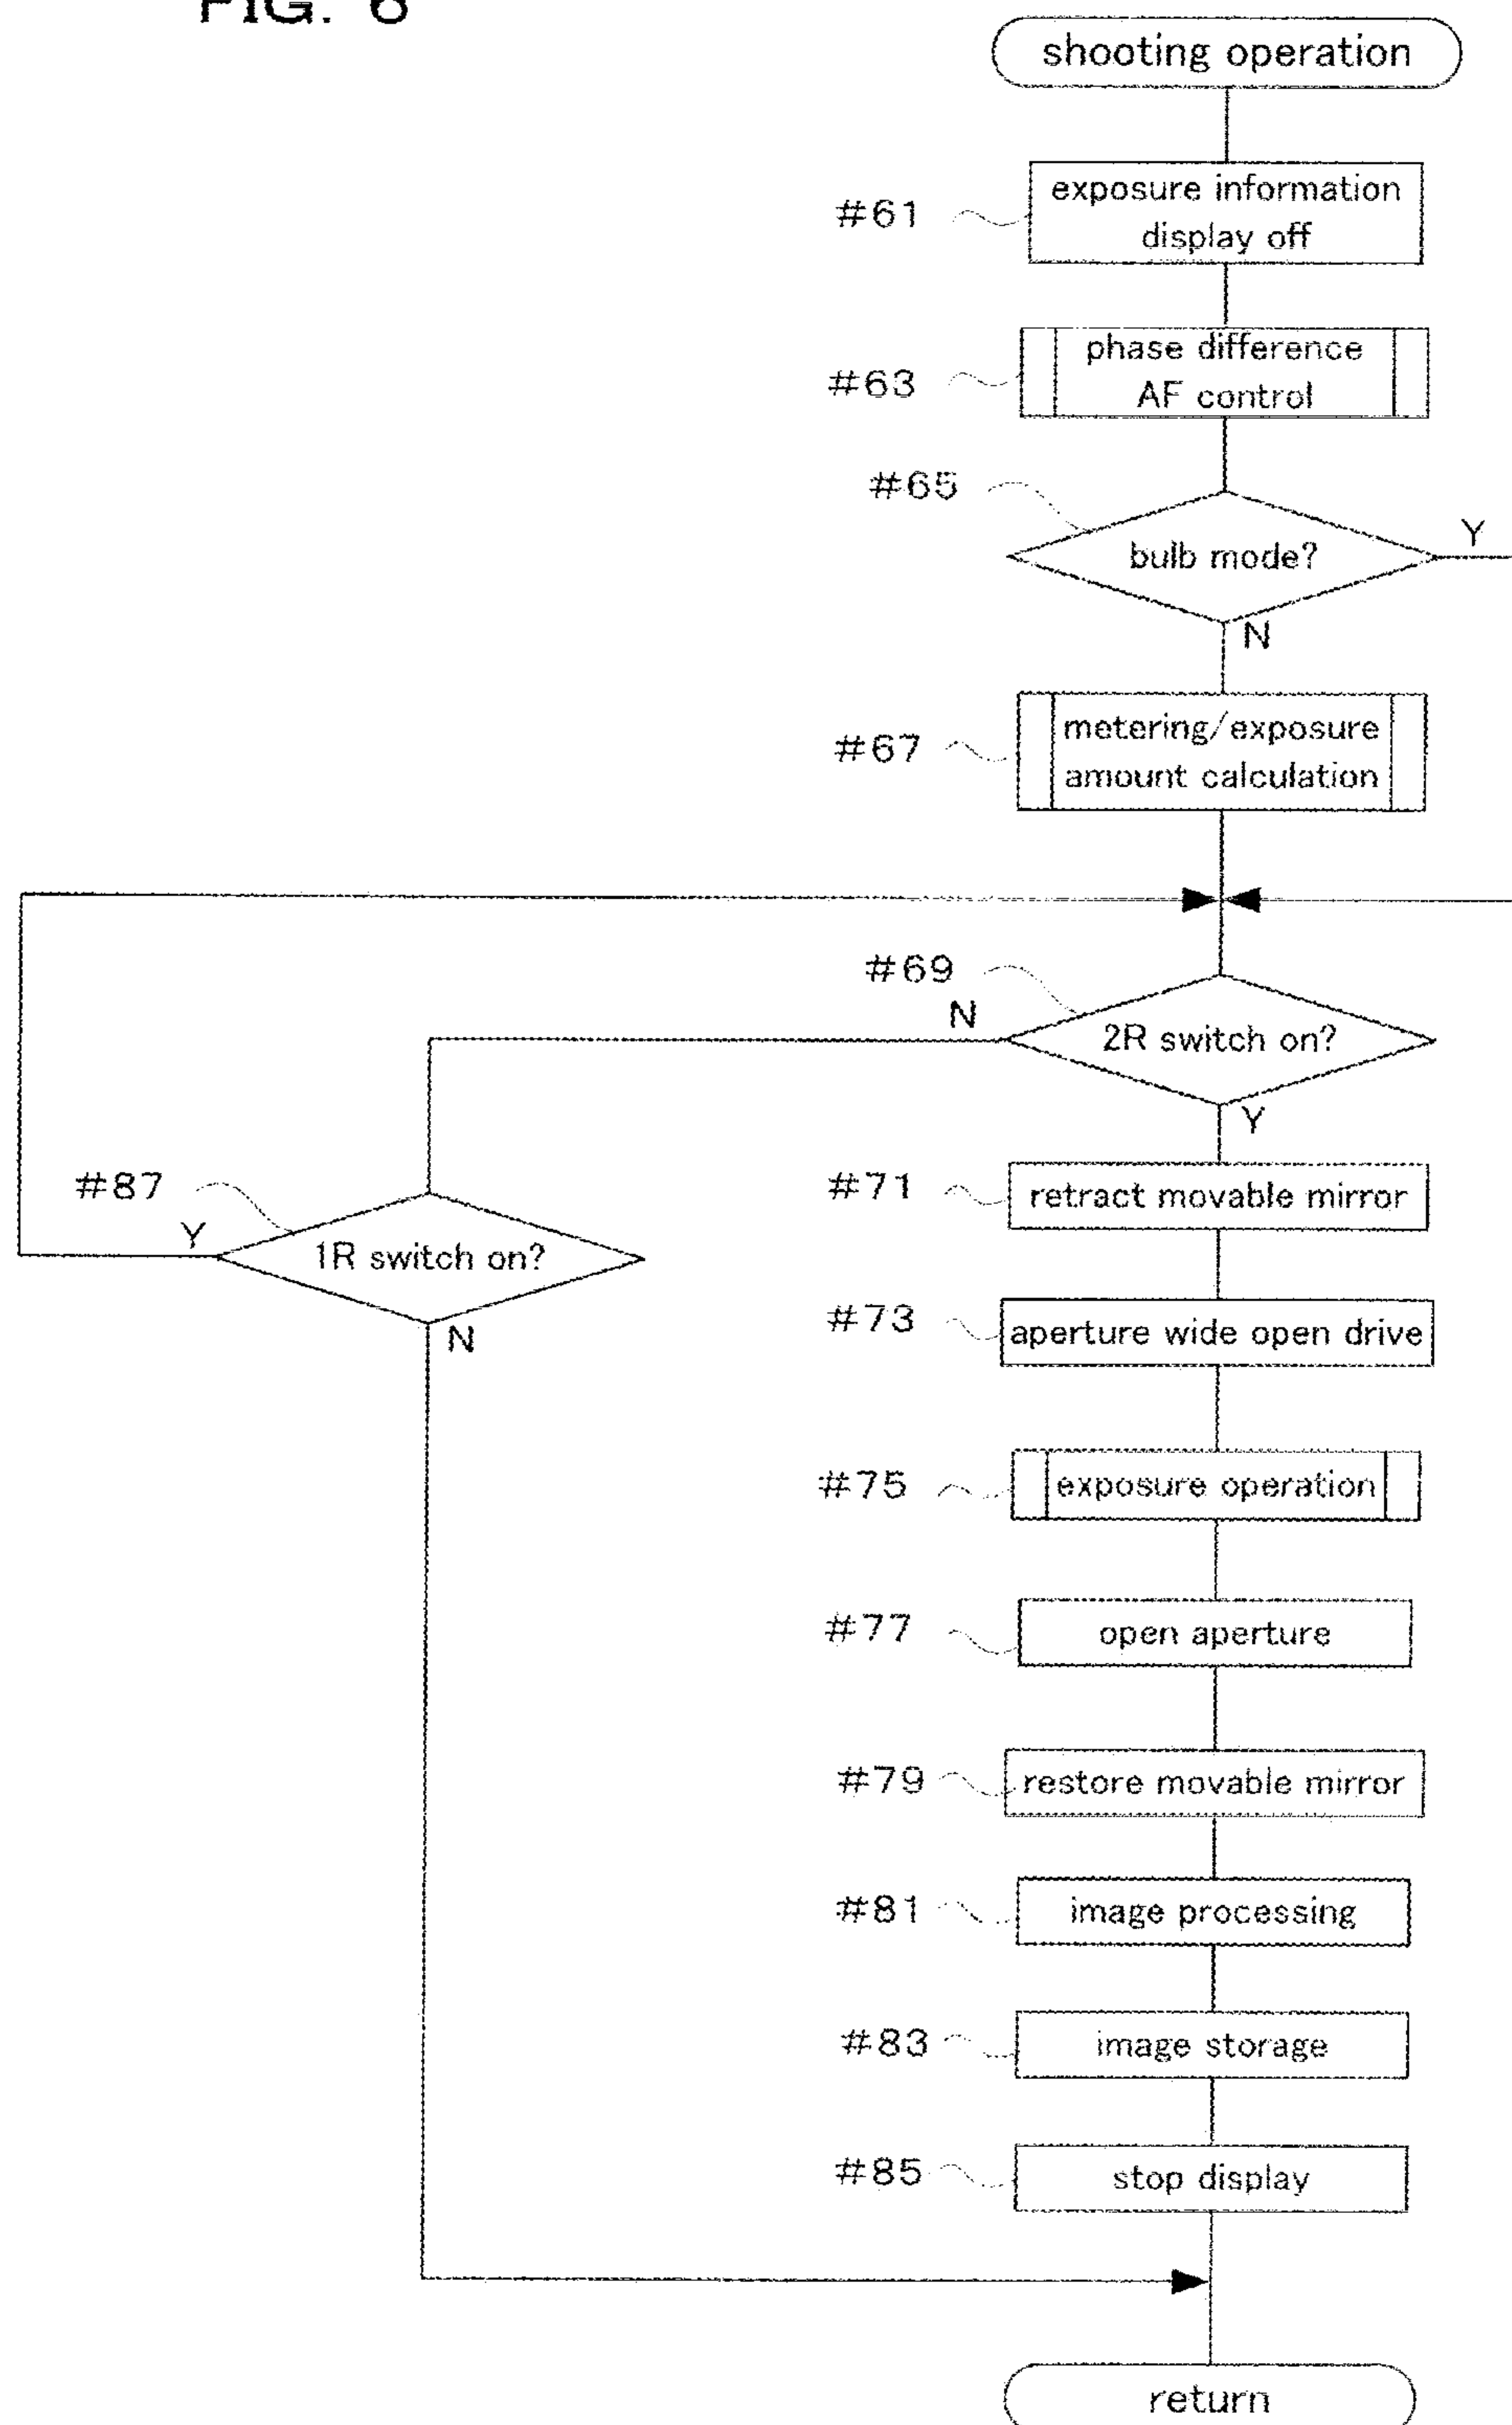 FIG. 6
shooting operation
#61
exposure information
display off
#63
phase difference
AF control
#65
bulb mode?
Y
N
#67
metering/exposure
amount calculation
#69
N
2R switch on?
Y
#87
Y
1R switch on?
N
#71
retract movable mirror
#73
aperture wide open drive
#75
exposure operation
#77
open aperture
#79
restore movable mirror
#81
image processing
#83
image storage
#85
stop display
return